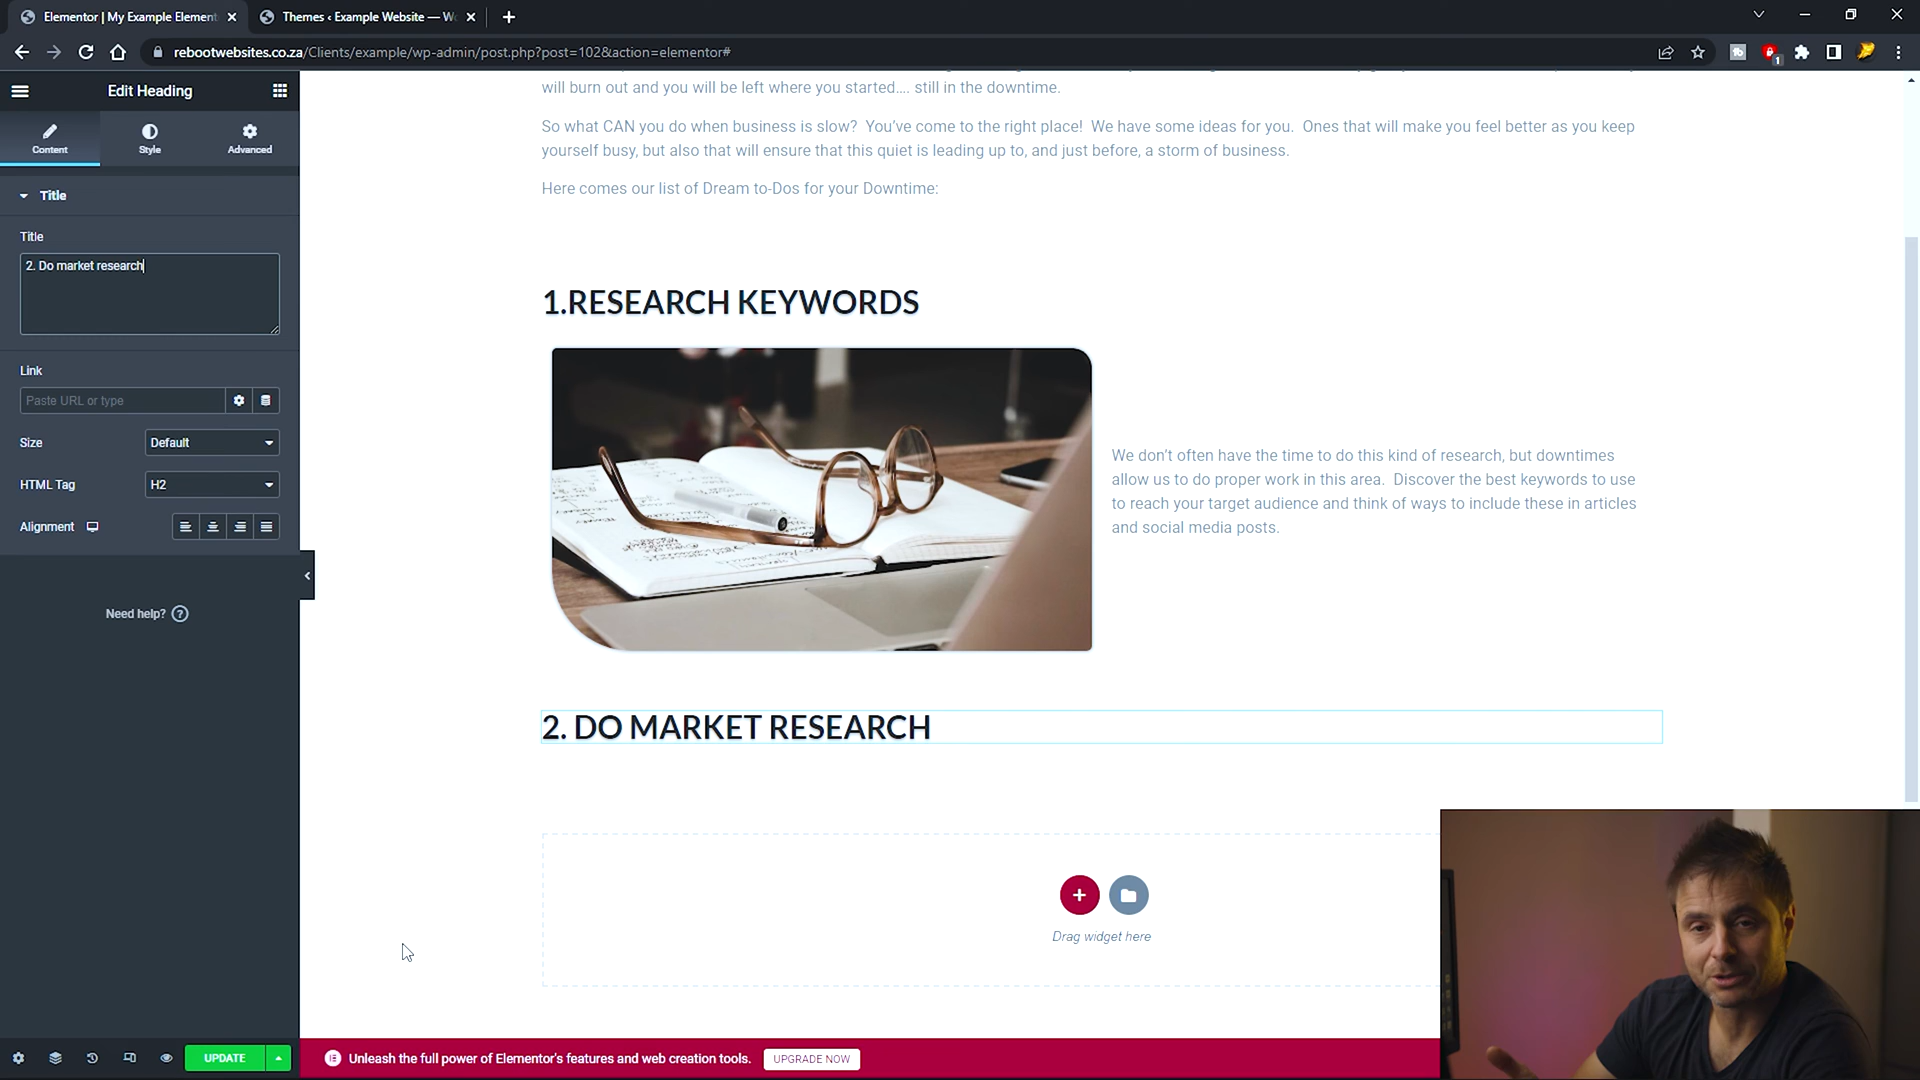 Elementor | My Example Element
Themes ‹ Example Website — Wo
rebootwebsites.co.za/Clients/example/wp-admin/post.php?post=102&action=elementor#
1
Edit Heading
Content
Style
Advanced
Title
Title
2. Do market research
Link
Paste URL or type
Size
Default
HTML Tag
H2
Alignment
Need help?
UPDATE
will burn out and you will be left where you started…. still in the downtime.
So what CAN you do when business is slow?  You’ve come to the right place!  We have some ideas for you.  Ones that will make you feel better as you keep
yourself busy, but also that will ensure that this quiet is leading up to, and just before, a storm of business.
Here comes our list of Dream to-Dos for your Downtime:
1.RESEARCH KEYWORDS
We don’t often have the time to do this kind of research, but downtimes
allow us to do proper work in this area.  Discover the best keywords to use
to reach your target audience and think of ways to include these in articles
and social media posts.
2. DO MARKET RESEARCH
Drag widget here
Unleash the full power of Elementor's features and web creation tools.
UPGRADE NOW